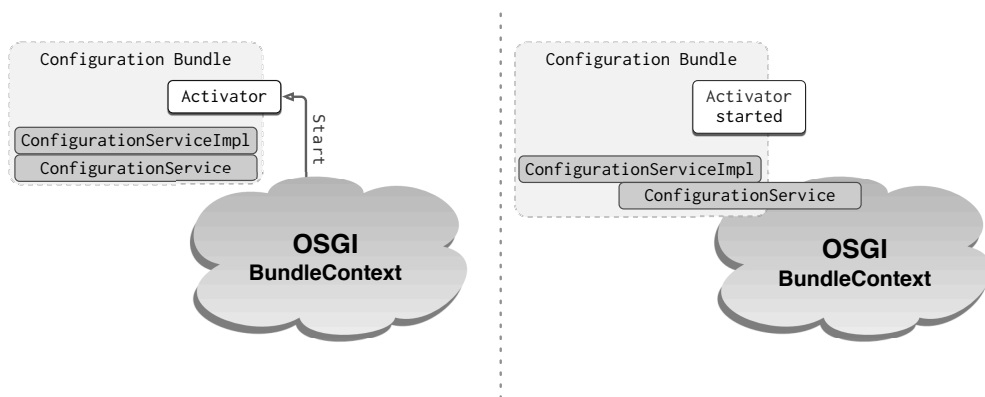 Configuration Bundle
Activator
Start
ConfigurationServiceImpl
ConfigurationService
OSGI
BundleContext
Configuration Bundle
Activator
started
ConfigurationServiceImpl
ConfigurationService
OSGI
BundleContext